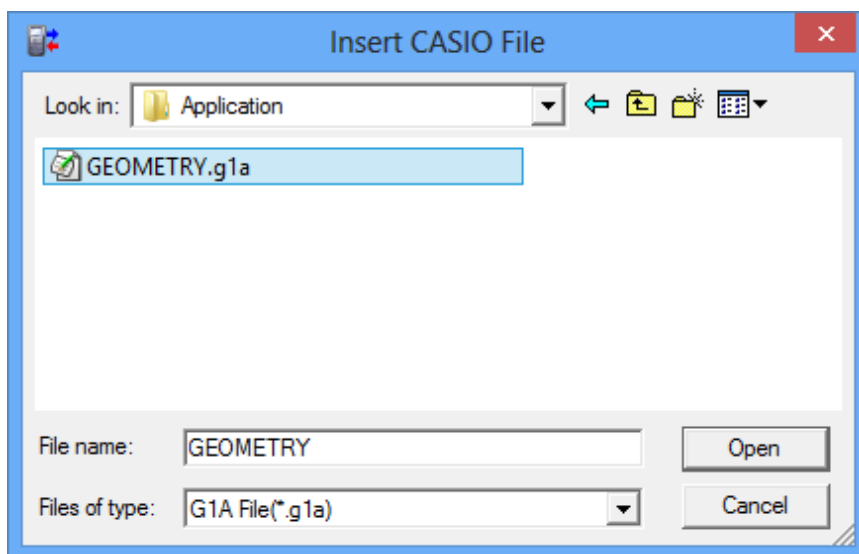 Insert CASIO File
Look in: Application
GEOMETRY.g1a
File name: GEOMETRY Open
Files of type: G1A File(*.g1a) Cancel